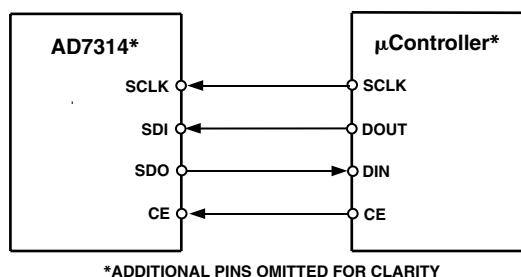 AD7314*
μController*
SCLK
SCLK
SDI
DOUT
SDO
DIN
CE
CE
*ADDITIONAL PINS OMITTED FOR CLARITY